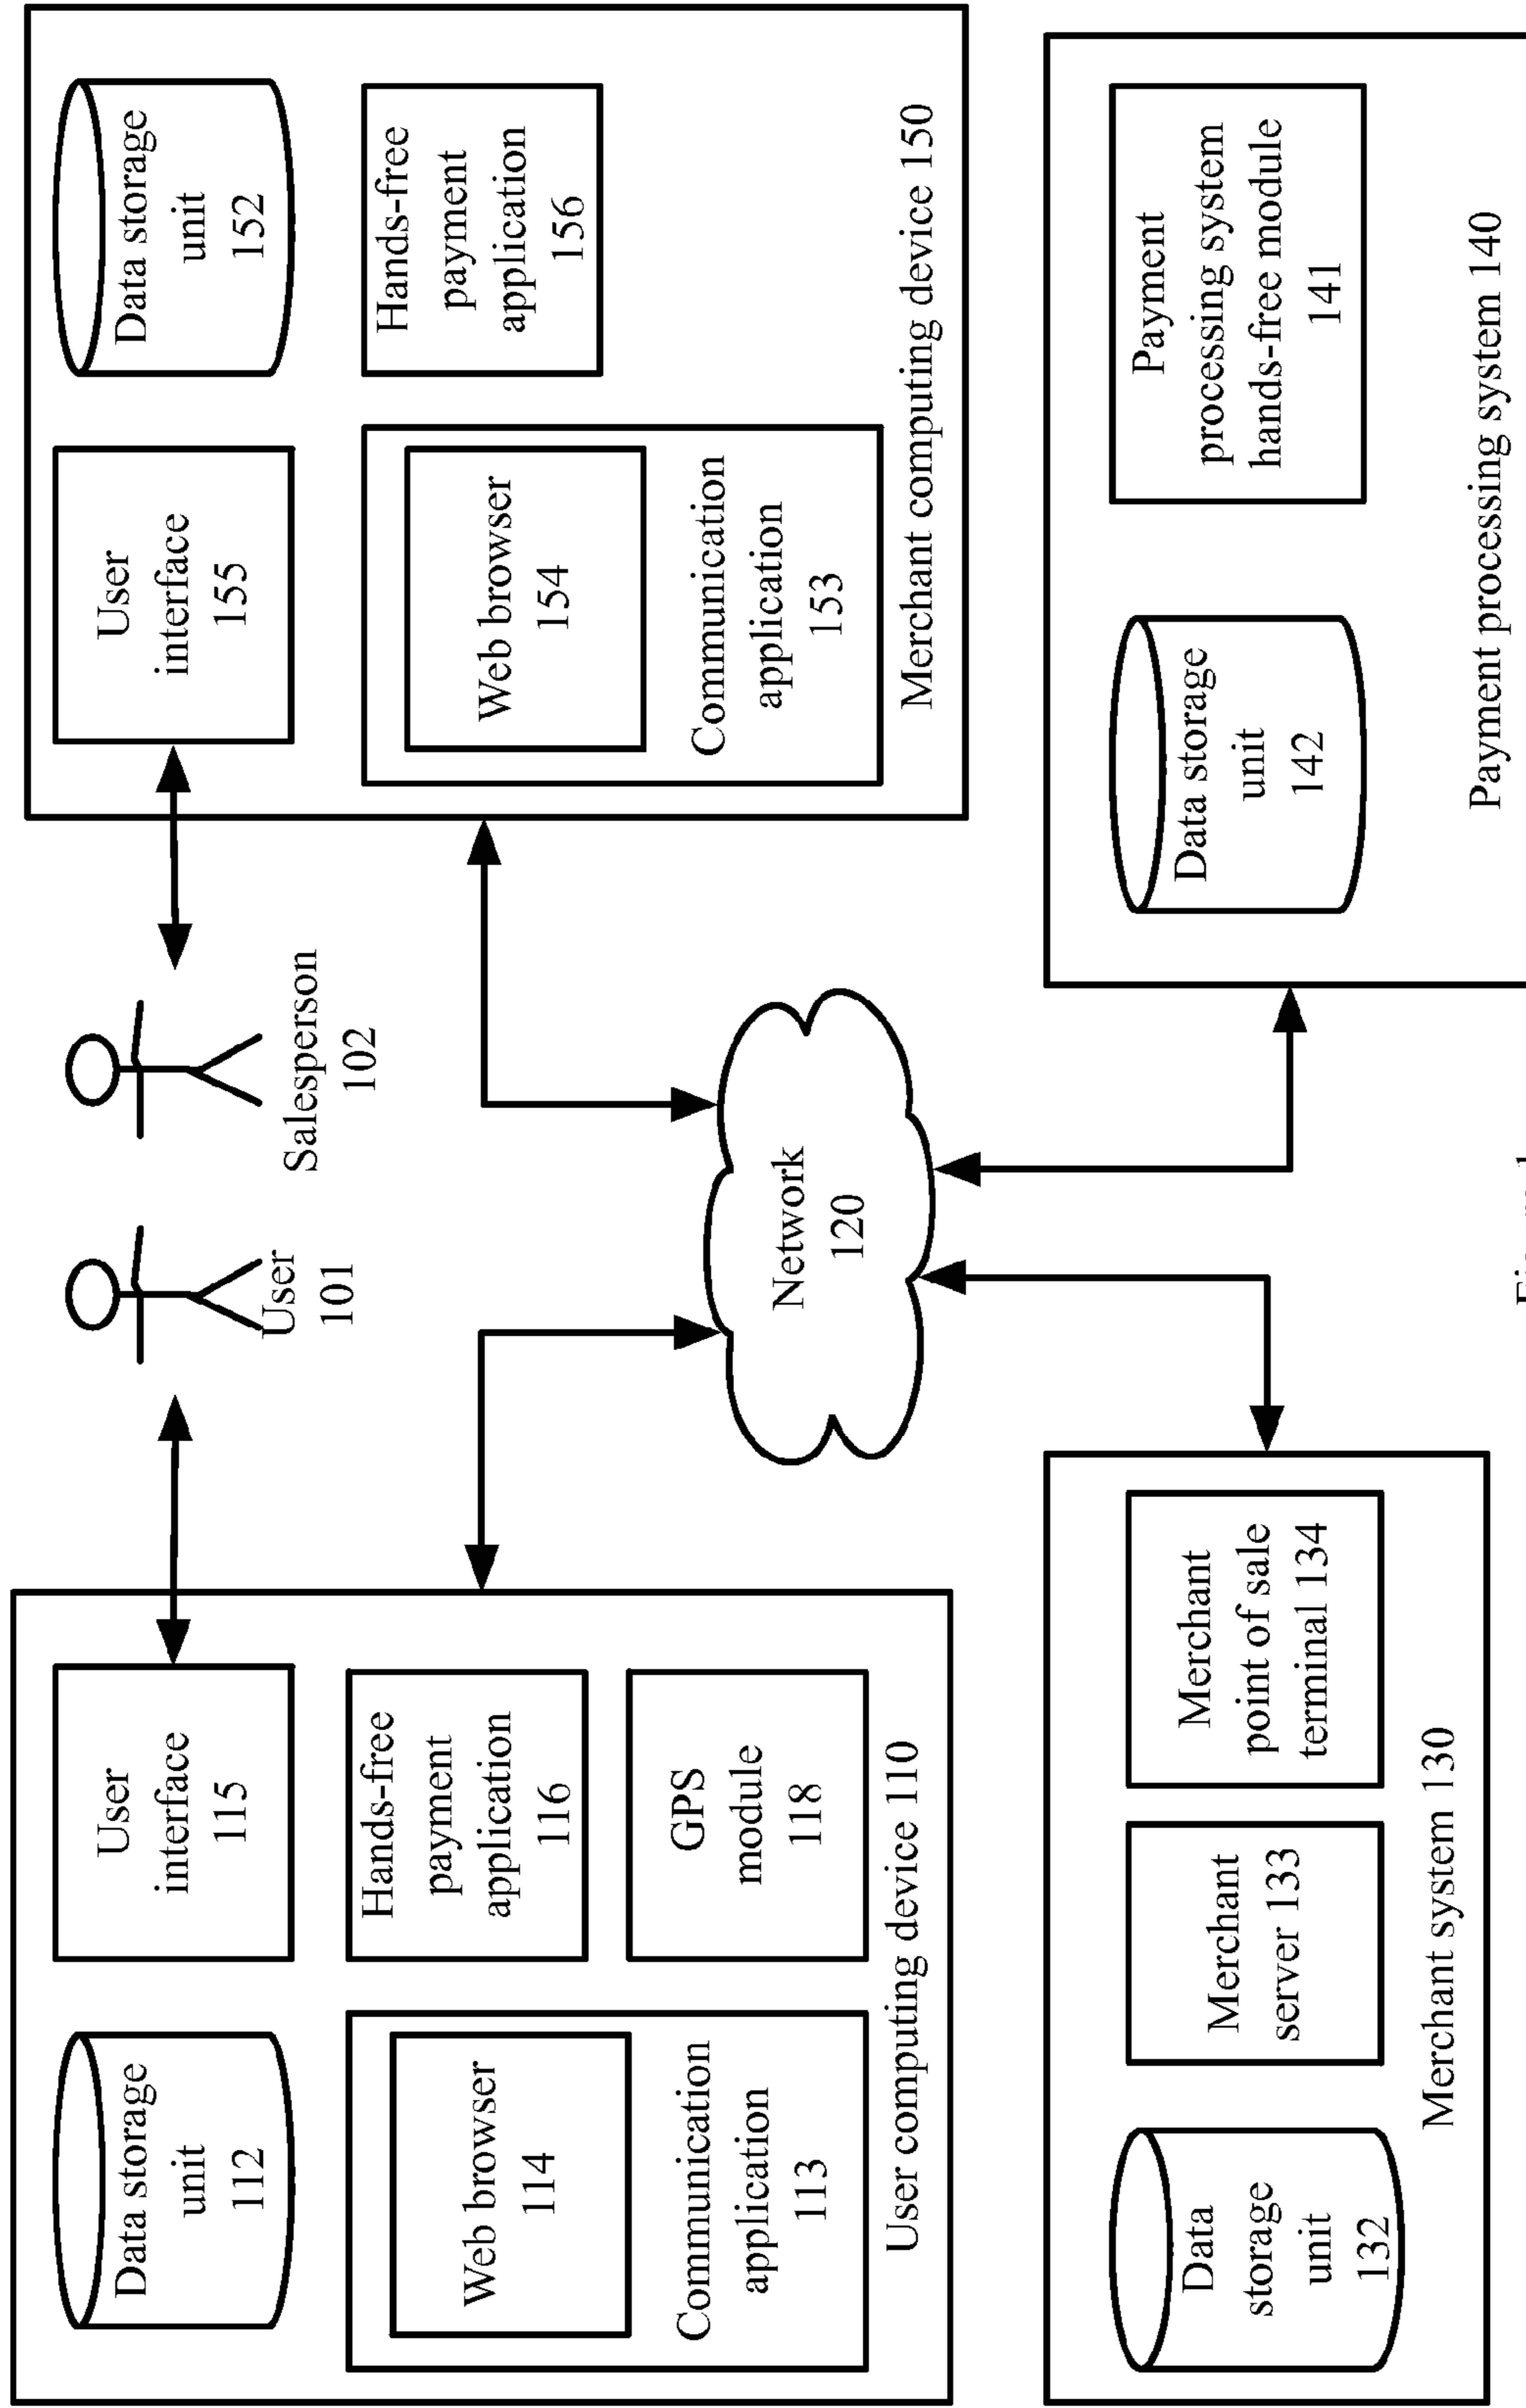 Data storage
unit
112
User
interface
115
Web browser
114
Communication
application
113
Hands-free
payment
application
116
GPS
module
118
User computing device 110
User
101
Salesperson
102
User
interface
155
Data storage
unit
152
Web browser
154
Communication
application
153
Hands-free
payment
application
156
Merchant computing device 150
Network
120
Data
storage
unit
132
Merchant
server 133
Merchant
point of sale
terminal 134
Merchant system 130
Data storage
unit
142
Payment
processing system
hands-free module
141
Payment processing system 140